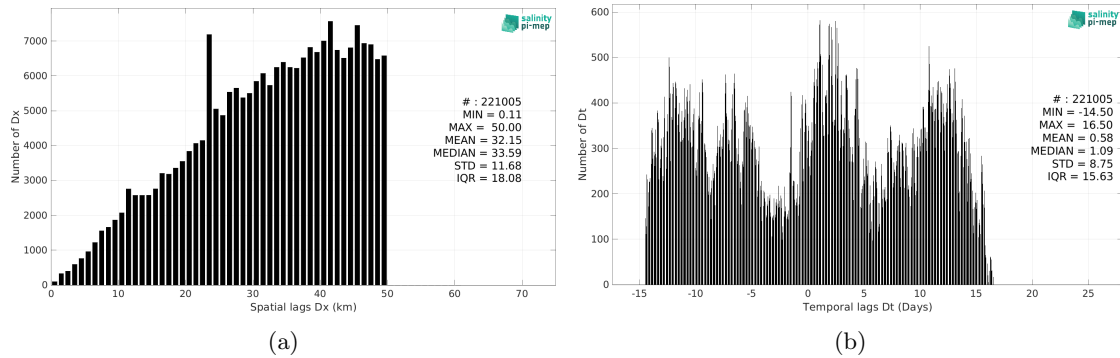 salinity
pi-mep
7000
6000
5000
4000
3000
2000
1000
0
Number of Dx
# : 221005
MIN = 0.11
MAX = 50.00
MEAN = 32.15
MEDIAN = 33.59
STD = 11.68
IQR = 18.08
0 10 20 30 40 50 60 70
Spatial lags Dx (km)
(a)
salinity
pi-mep
600
500
400
300
200
100
0
Number of Dt
# : 221005
MIN = -14.50
MAX = 16.50
MEAN = 0.58
MEDIAN = 1.09
STD = 8.75
IQR = 15.63
-15 -10 -5 0 5 10 15 20 25
Temporal lags Dt (Days)
(b)